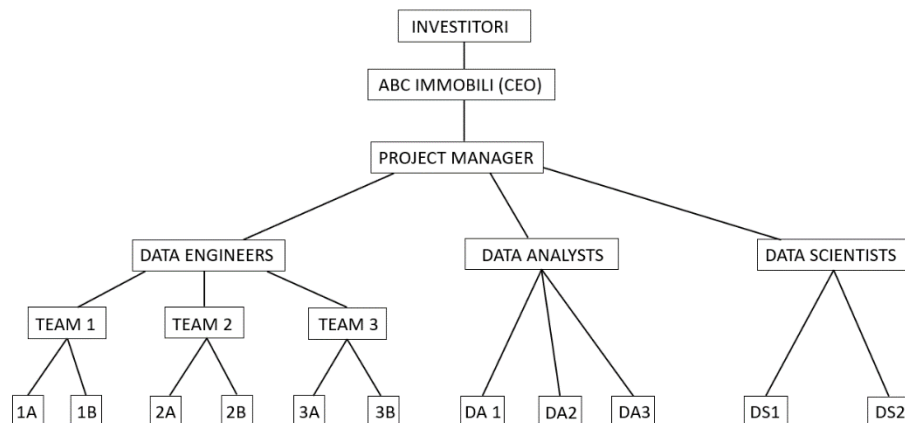 INVESTITORI
ABC IMMOBILI (CEO)
PROJECT MANAGER
DATA ENGINEERS
DATA ANALYSTS
DATA SCIENTISTS
TEAM 1
TEAM 2
TEAM 3
1A
1B
2A
2B
3A
3B
DA 1
DA2
DA3
DS1
DS2